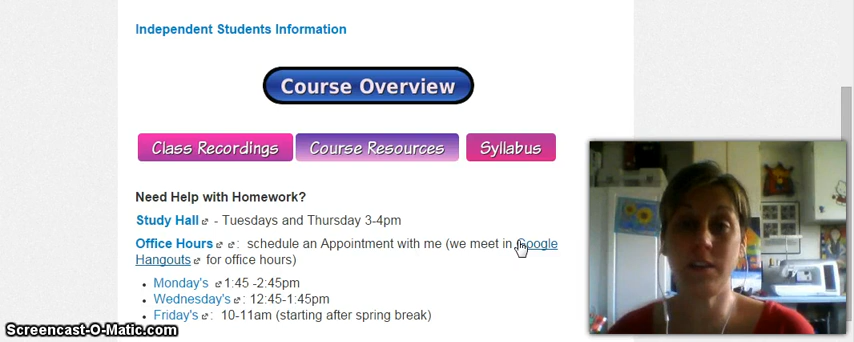 Independent Students Information
Course Overview
Class Recordings Course Resources Syllabus
Need Help with Homework?
Study Hall - Tuesdays and Thursday 3-4pm
Office Hours : schedule an Appointment with me (we meet in Google
Hangouts for office hours)
• Monday's 1:45 -2:45pm
• Wednesday's : 12:45-1:45pm
• Friday's : 10-11am (starting after spring break)
Screencast-O-Matic.com